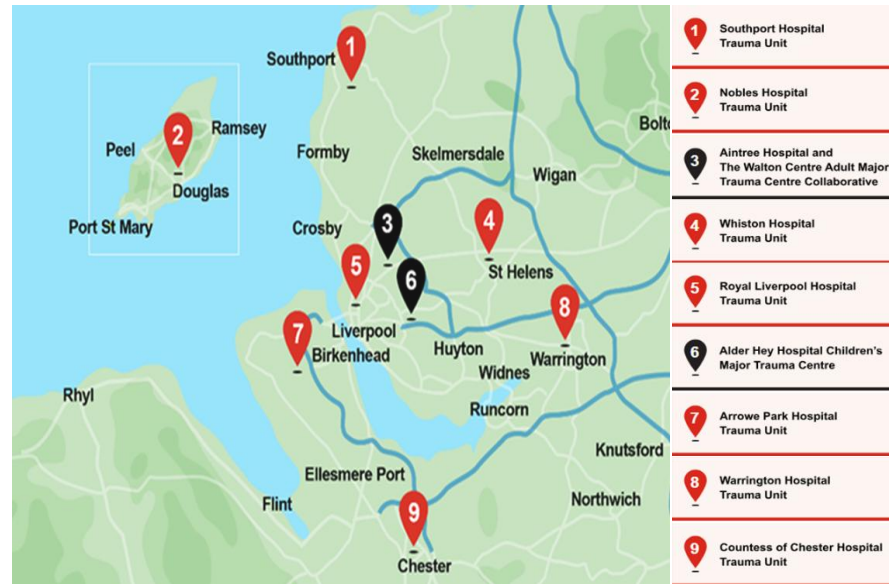 1
Southport
Ramsey
2
Peel
Douglas
Port St Mary
Formby
Skelmersdale
Bolto
Wigan
Crosby
3
4
St Helens
5
6
7
8
Liverpool
Birkenhead
Huyton
Warrington
Widnes
Runcorn
Rhyl
Knutsford
Ellesmere Port
Northwich
Flint
9
Chester
1
Southport Hospital
Trauma Unit
2
Nobles Hospital
Trauma Unit
3
Aintree Hospital and
The Walton Centre Adult Major
Trauma Centre Collaborative
4
Whiston Hospital
Trauma Unit
5
Royal Liverpool Hospital
Trauma Unit
6
Alder Hey Hospital Children's
Major Trauma Centre
7
Arrowe Park Hospital
Trauma Unit
8
Warrington Hospital
Trauma Unit
9
Countess of Chester Hospital
Trauma Unit